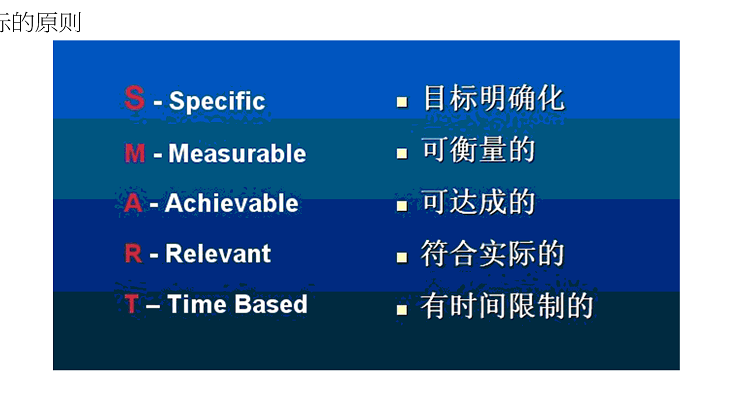 标的原则
S - Specific ■ 目标明确化
M - Measurable ■ 可衡量的
A - Achievable ■ 可达成的
R - Relevant ■ 符合实际的
T – Time Based ■ 有时间限制的